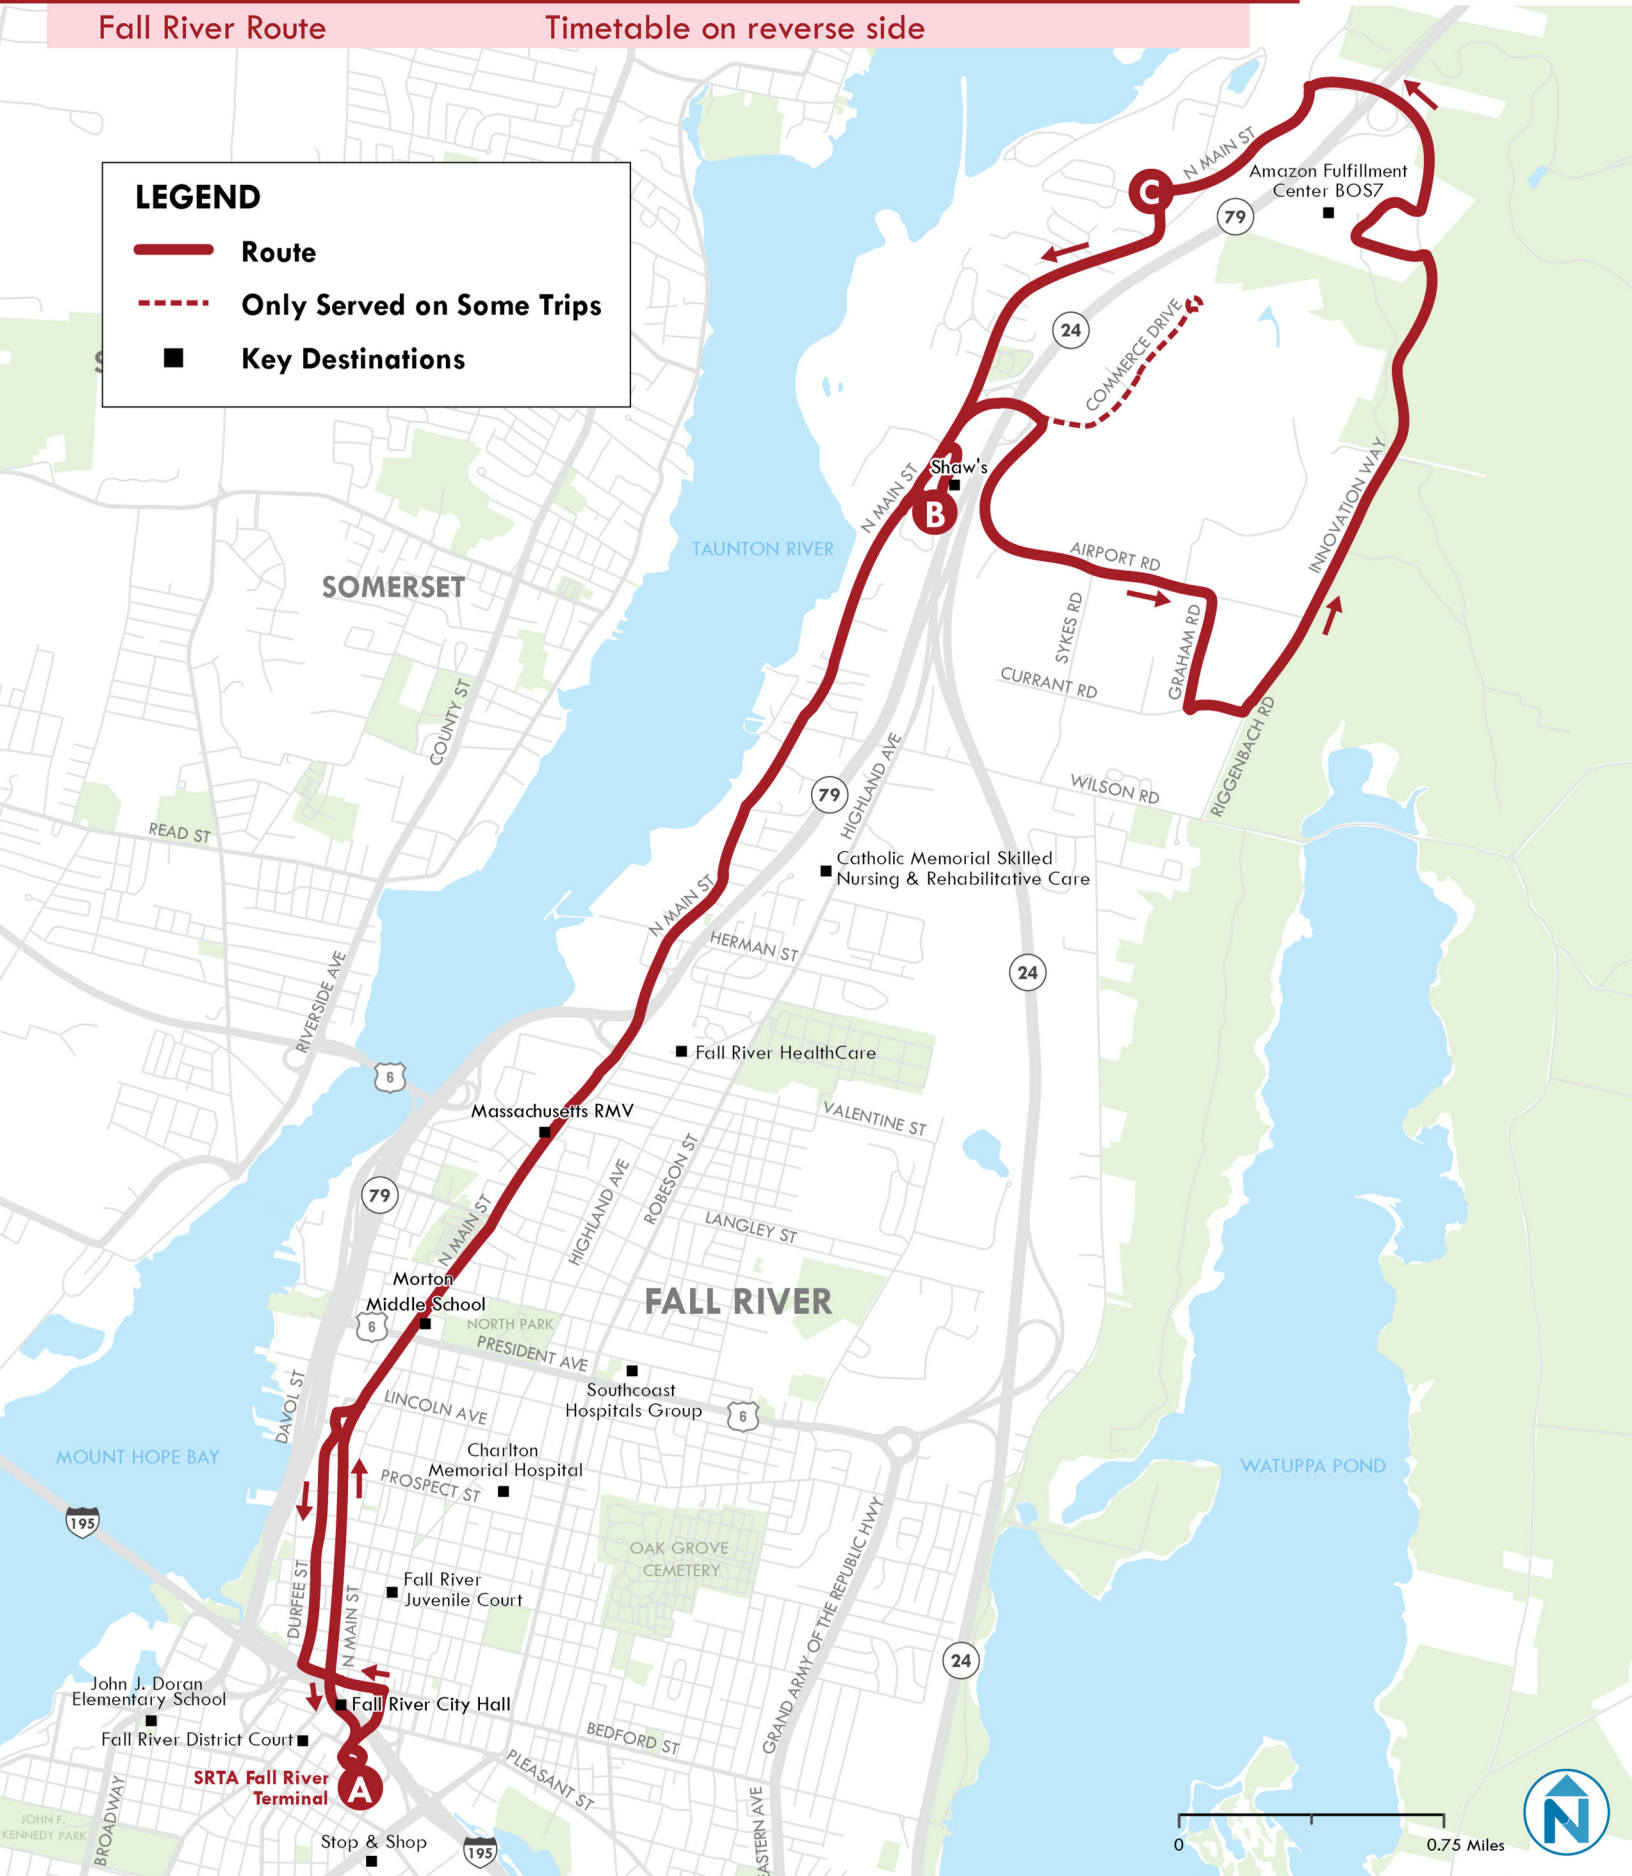 Fall River Route
Timetable on reverse side
LEGEND
Route
Only Served on Some Trips
Key Destinations
S
N MAIN ST
C
Amazon Fulfillment
Center BOS7
79
24
COMMERCE DRIVE
Shaw's
B
N MAIN ST
TAUNTON RIVER
SOMERSET
AIRPORT RD
INNOVATION WAY
SYKES RD
GRAHAM RD
CURRANT RD
COUNTY ST
RIGGENBACH RD
WILSON RD
79
HIGHLAND AVE
READ ST
Catholic Memorial Skilled
Nursing & Rehabilitative Care
N MAIN ST
HERMAN ST
24
RIVERSIDE AVE
6
Fall River HealthCare
Massachusetts RMV
VALENTINE ST
79
N MAIN ST
HIGHLAND AVE
ROBESON ST
LANGLEY ST
Morton
Middle School
6
NORTH PARK
FALL RIVER
PRESIDENT AVE
Southcoast
Hospitals Group
6
DAVOL ST
LINCOLN AVE
MOUNT HOPE BAY
Charlton
Memorial Hospital
PROSPECT ST
WATUPPA POND
195
OAK GROVE
CEMETERY
GRAND ARMY OF THE REPUBLIC HWY
DURFEE ST
N MAIN ST
Fall River
Juvenile Court
24
John J. Doran
Elementary School
Fall River City Hall
Fall River District Court
BEDFORD ST
SRTA Fall River
Terminal
A
PLEASANT ST
JOHN F.
KENNEDY PARK
BROADWAY
Stop & Shop
195
EASTERN AVE
0
0.75 Miles
N